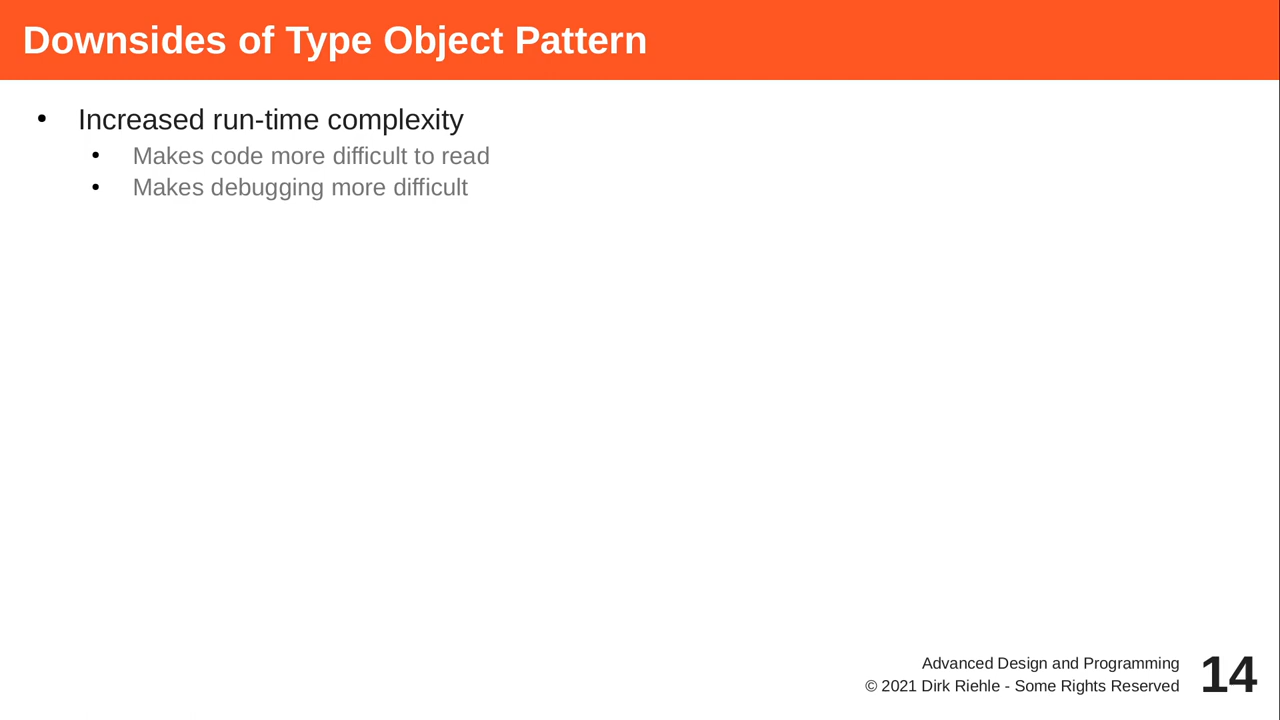 Downsides of Type Object Pattern
• Increased run-time complexity
• Makes code more difficult to read
• Makes debugging more difficult
Advanced Design and Programming
© 2021 Dirk Riehle - Some Rights Reserved
14